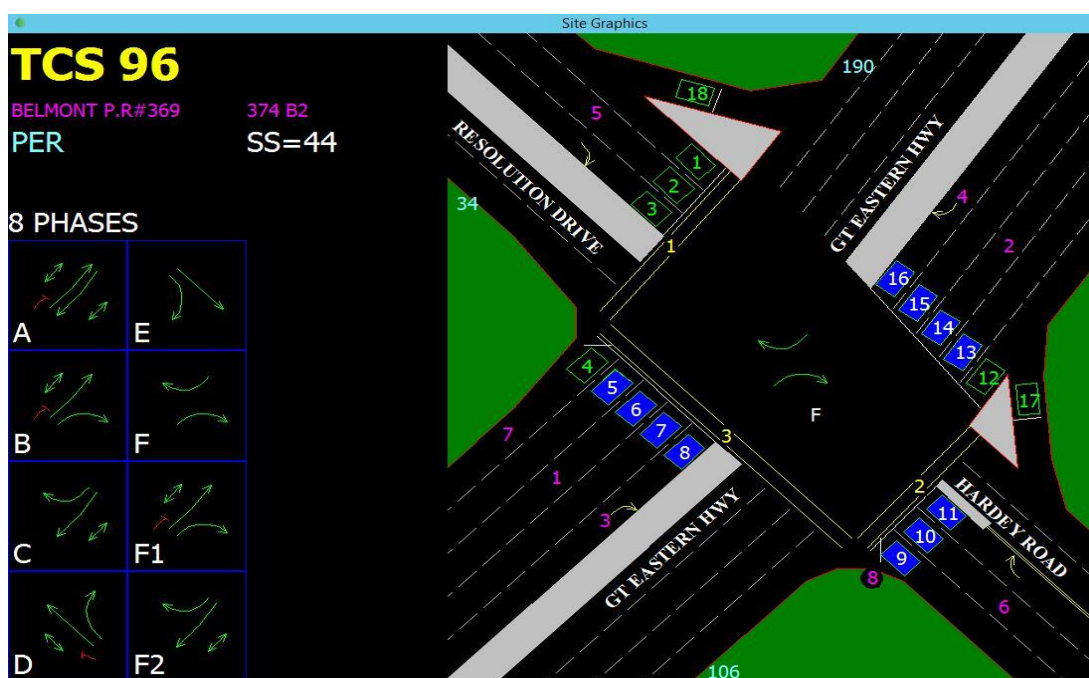 Site Graphics
TCS 96
BELMONT P.R#369 374 B2
PER SS=44
8 PHASES
A E
B F
C F1
D F2
190
18
5
RESOLUTION DRIVE
1
2
3
34
1
GT EASTERN HWY
4
2
16
15
14
13
12
17
F
4
5
6
7
8
3
7
1
3
GT EASTERN HWY
2
HARDEY ROAD
11
10
9
8
6
106